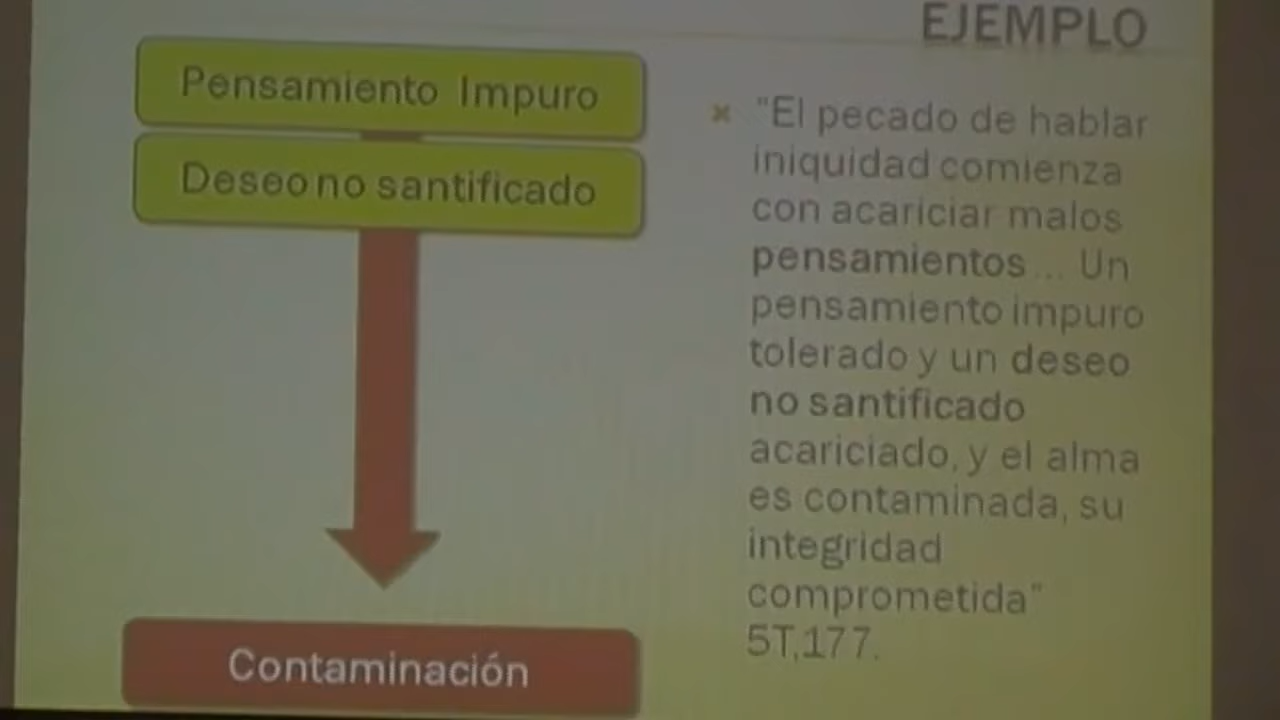 EJEMPLO
Pensamiento Impuro
Deseo no santificado
Contaminación
"El pecado de hablar
iniquidad comienza
con acariciar malos
pensamientos... Un
pensamiento impuro
tolerado y un deseo
no santificado
acariciado, y el alma
es contaminada, su
integridad
comprometida"
5T,177.